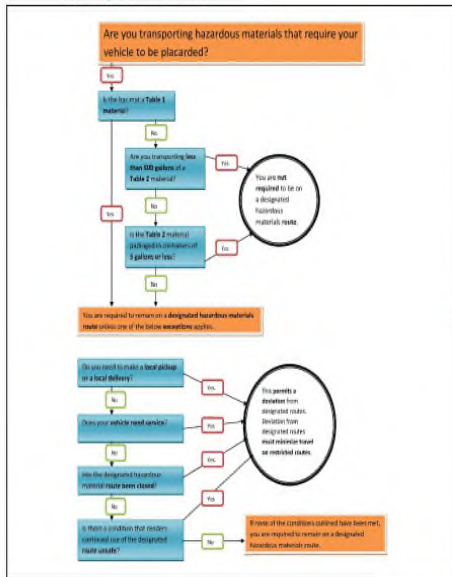 Are you transporting hazardous materials that require your
vehicle to be placarded?
Yes
Is the haz mat a Table 1
material?
No
Are you transporting less
than 500 gallons of a
Table 2 material?
Yes
You are not
required to be on
a designated
hazardous
materials route.
Yes
No
Is the Table 2 material
packaged in containers of
5 gallons or less?
Yes
No
You are required to remain on a designated hazardous materials
route unless one of the below exceptions applies.
Do you need to make a local pickup
or a local delivery?
Yes
No
Does your vehicle need service?
Yes
This permits a
deviation from
designated routes.
Deviation from
designated routes
must minimize travel
on restricted routes.
No
Has the designated hazardous
material route been closed?
Yes
No
Yes
Is there a condition that renders
continued use of the designated
route unsafe?
No
If none of the conditions outlined have been met,
you are required to remain on a designated
hazardous materials route.